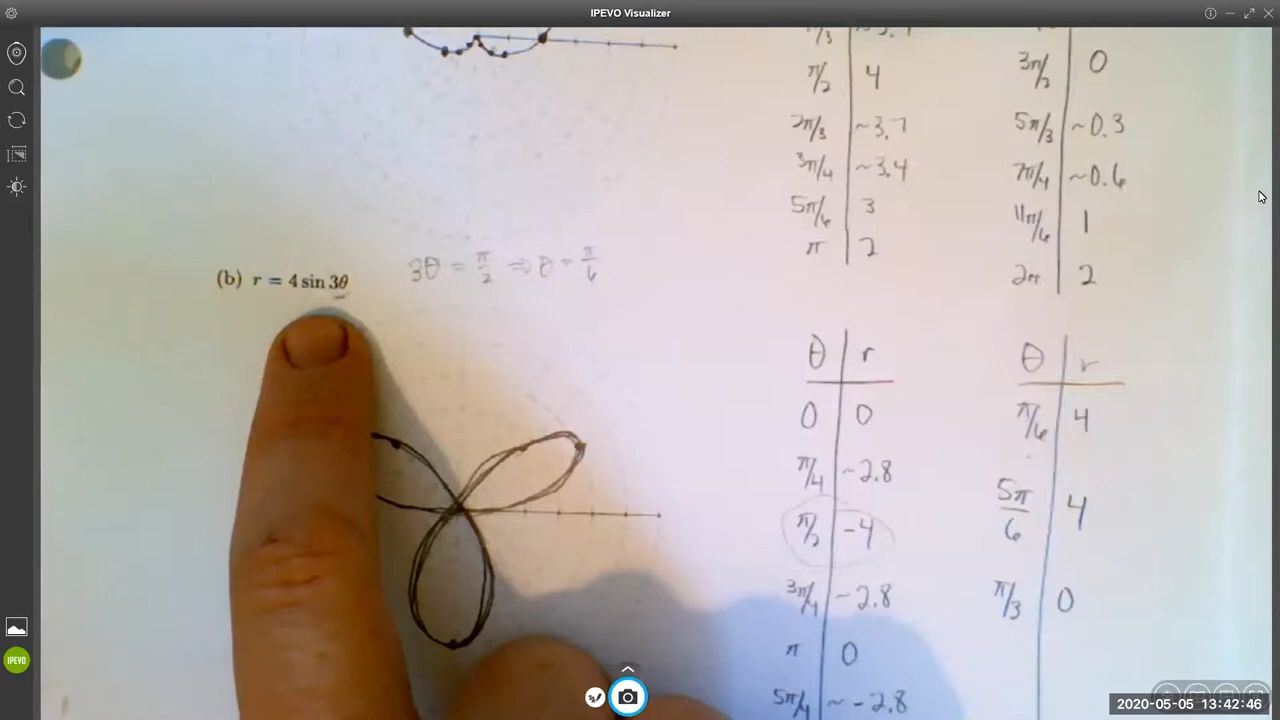 IPEVO Visualizer
π/2 | 4
2π/3 | ~3.7
3π/4 | ~3.4
5π/6 | 3
π | 2
3π/2 | 0
5π/3 | ~0.3
7π/4 | ~0.6
11π/6 | 1
2π | 2
(b) r = 4 sin 3θ
3θ = π/2 ⇒ θ = π/6
θ | r
0 | 0
π/4 | ~2.8
π/2 | -4
3π/4 | ~2.8
π | 0
5π/4 | ~-2.8
θ | r
π/6 | 4
5π/6 | 4
π/3 | 0
IPEVO
2020-05-05 13:42:46